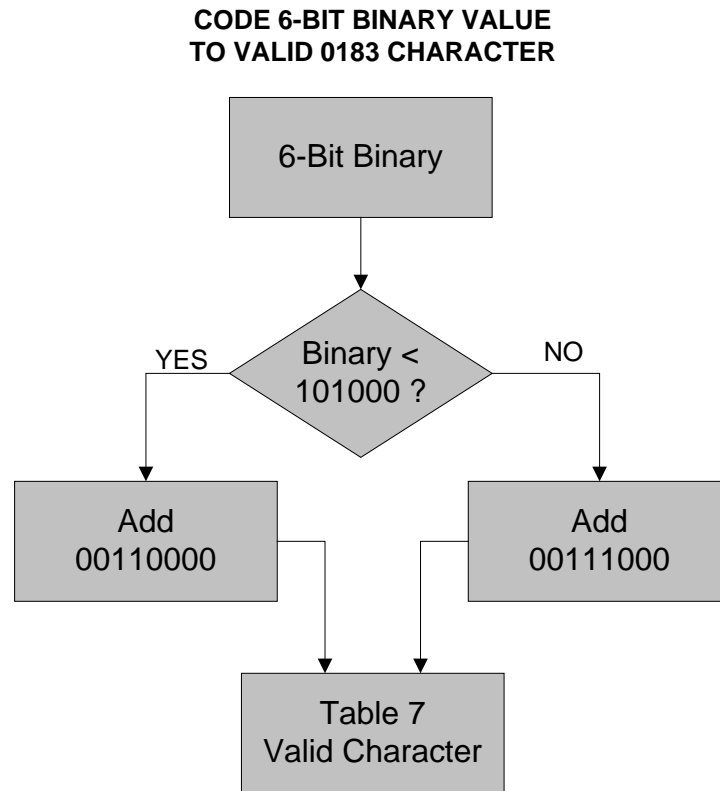 CODE 6-BIT BINARY VALUE
TO VALID 0183 CHARACTER
6-Bit Binary
Binary <
101000 ?
YES
NO
Add
00110000
Add
00111000
Table 7
Valid Character